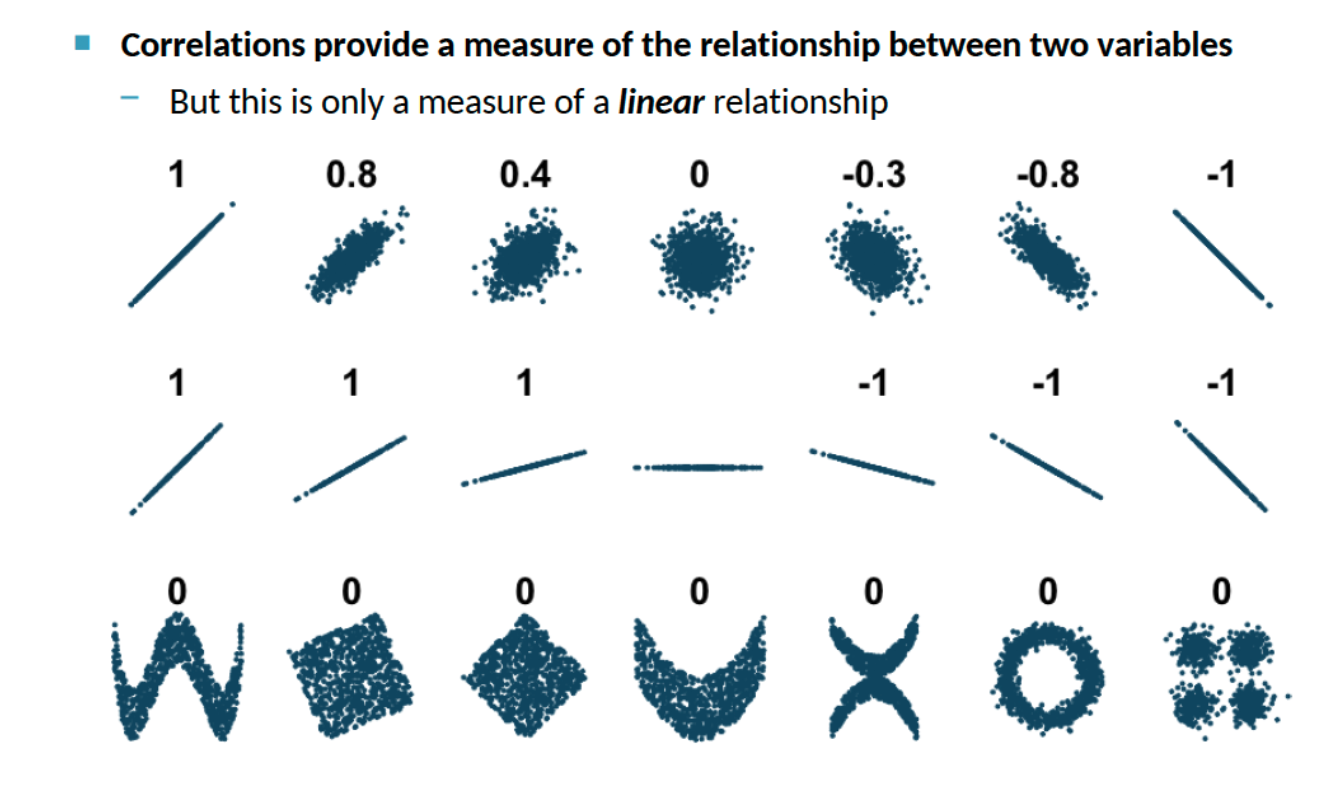 Correlations provide a measure of the relationship between two variables
– But this is only a measure of a linear relationship
1 0.8 0.4 0 -0.3 -0.8 -1
1 1 1 -1 -1 -1
0 0 0 0 0 0 0